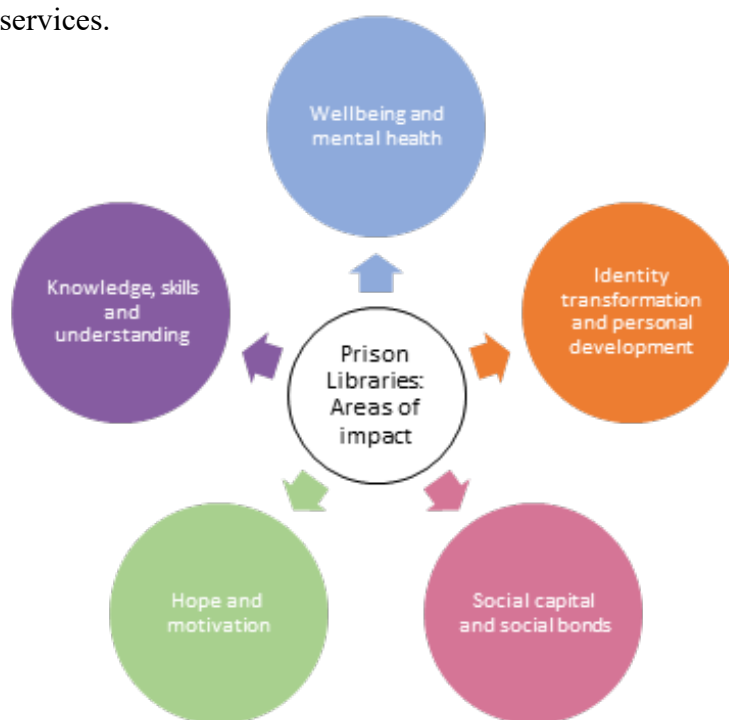 services.
Wellbeing and
mental health
Identity
transformation
and personal
development
Social capital
and social bonds
Hope and
motivation
Knowledge, skills
and
understanding
Prison
Libraries:
Areas of
impact